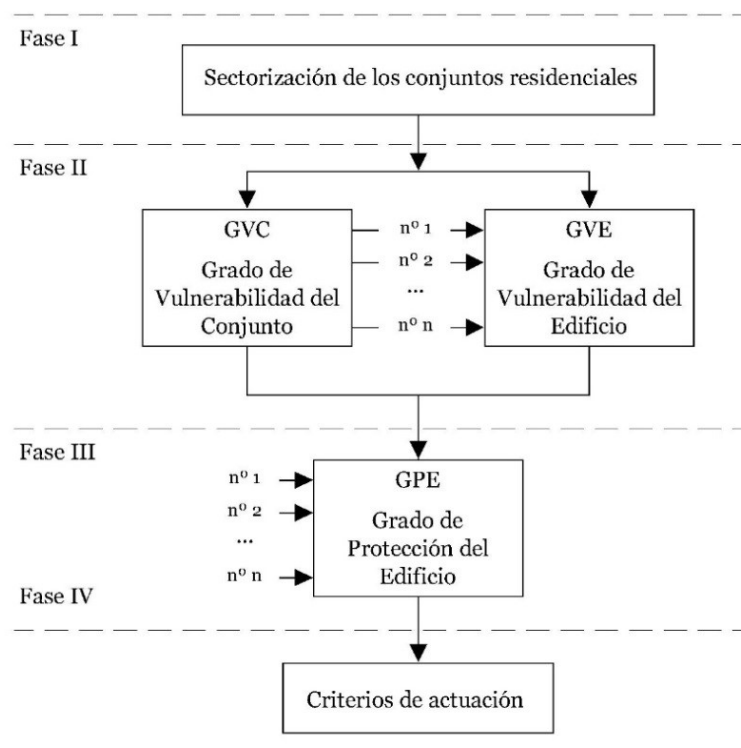 Fase I
Sectorización de los conjuntos residenciales
Fase II
GVC
Grado de
Vulnerabilidad del
Conjunto
nº 1
nº 2
...
nº n
GVE
Grado de
Vulnerabilidad del
Edificio
Fase III
nº 1
nº 2
...
nº n
GPE
Grado de
Protección del
Edificio
Fase IV
Criterios de actuación